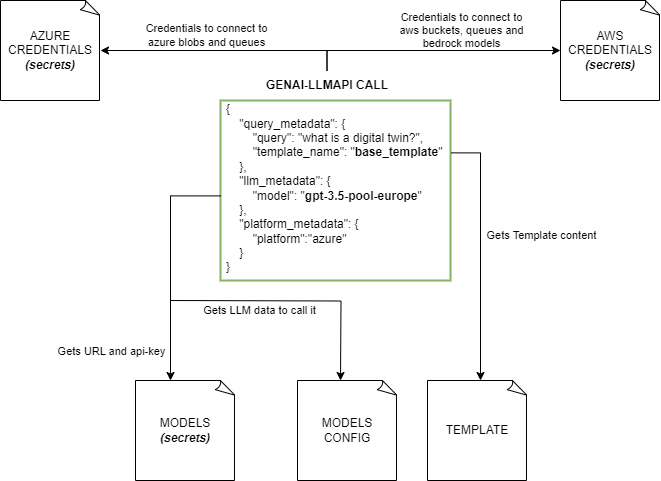 AZURE
CREDENTIALS
(secrets)
Credentials to connect to
azure blobs and queues
Credentials to connect to
aws buckets, queues and
bedrock models
AWS
CREDENTIALS
(secrets)
GENAI-LLMAPI CALL
{
"query_metadata": {
"query": "what is a digital twin?",
"template_name": "base_template"
},
"llm_metadata": {
"model": "gpt-3.5-pool-europe"
},
"platform_metadata": {
"platform":"azure"
}
}
Gets Template content
Gets LLM data to call it
Gets URL and api-key
MODELS
(secrets)
MODELS
CONFIG
TEMPLATE